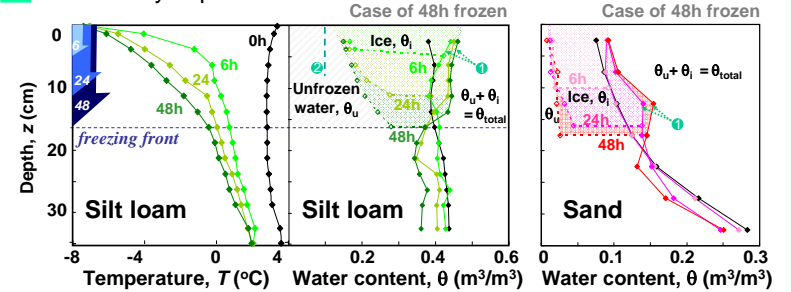 Case of 48h frozen
Case of 48h frozen
0
10
20
30
Depth, z (cm)
6
24
48
0h
6h
24
48h
freezing front
Silt loam
-8
-4
0
4
Temperature, T (°C)
Ice, θi
2
6h
1
Unfrozen
water, θu
24h
θu + θi
= θtotal
48h
Silt loam
0.2
0.4
0.6
Water content, θ (m³/m³)
θu + θi = θtotal
6h
Ice, θi
θu
24h
1
48h
Sand
0
0.1
0.2
0.3
Water content, θ (m³/m³)